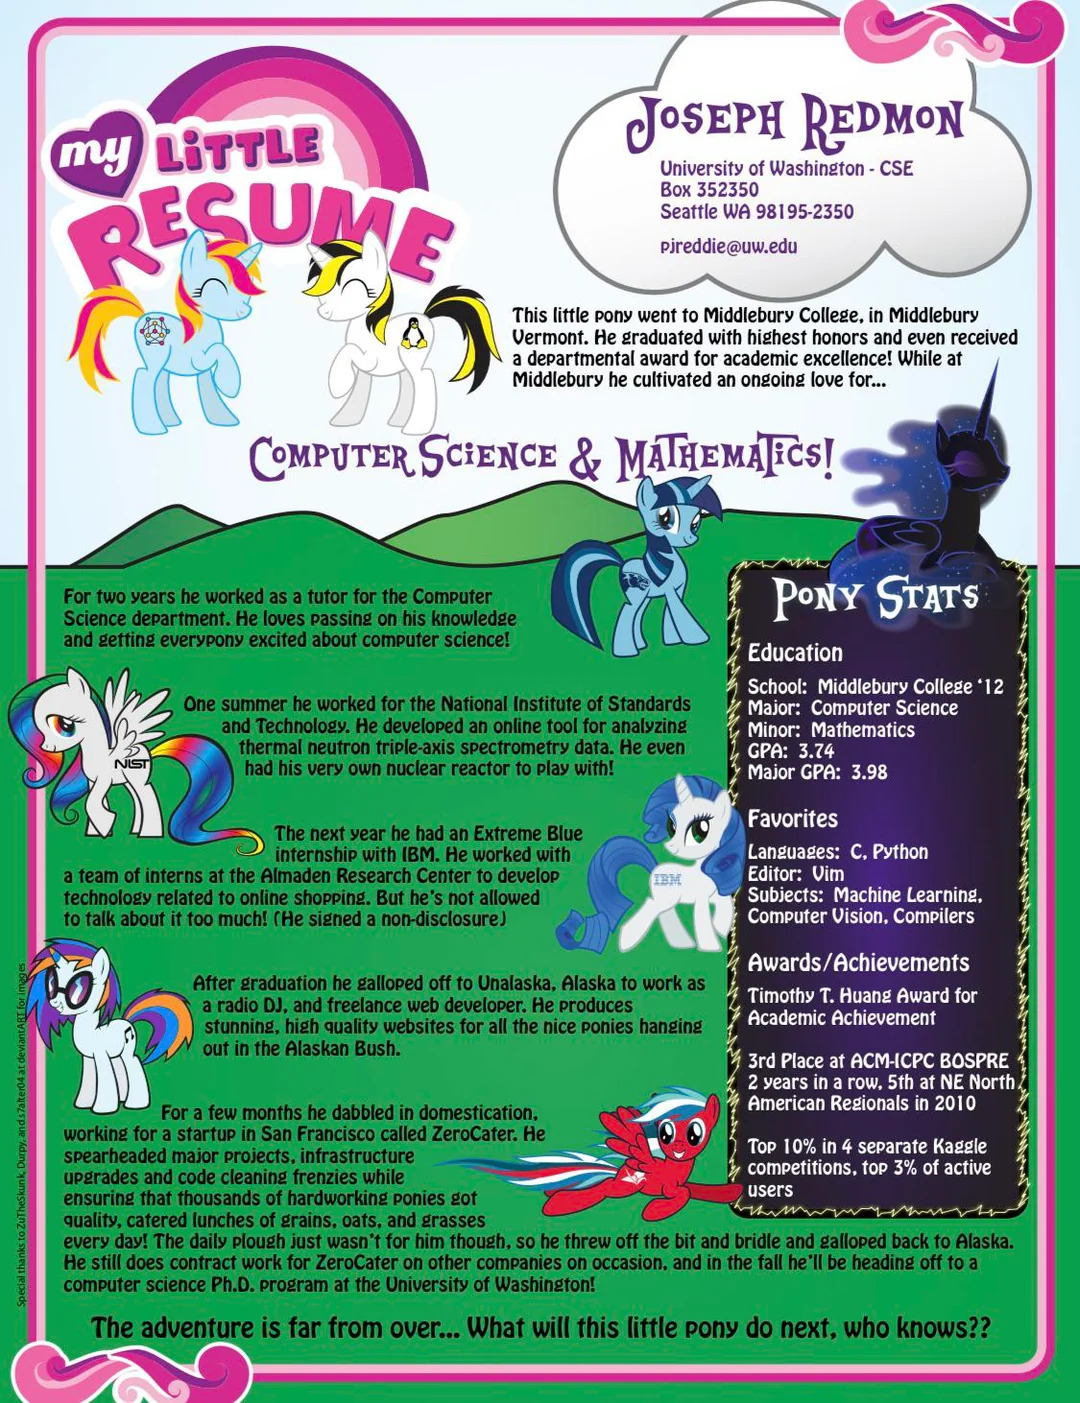 my LiTTLE
RESUME
JOSEPH REDMON
University of Washington - CSE
Box 352350
Seattle WA 98195-2350
pjreddie@uw.edu
This little pony went to Middlebury College, in Middlebury
Vermont. He graduated with highest honors and even received
a departmental award for academic excellence! While at
Middlebury he cultivated an ongoing love for...
COMPUTER SCiENCE & MATHEMATiCS!
For two years he worked as a tutor for the Computer
Science department. He loves passing on his knowledge
and getting everypony excited about computer science!
One summer he worked for the National Institute of Standards
and Technology. He developed an online tool for analyzing
thermal neutron triple-axis spectrometry data. He even
had his very own nuclear reactor to play with!
NIST
The next year he had an Extreme Blue
internship with IBM. He worked with
a team of interns at the Almaden Research Center to develop
technology related to online shopping. But he's not allowed
to talk about it too much! (He signed a non-disclosure)
IBM
After graduation he galloped off to Unalaska, Alaska to work as
a radio DJ, and freelance web developer. He produces
stunning, high quality websites for all the nice ponies hanging
out in the Alaskan Bush.
For a few months he dabbled in domestication,
working for a startup in San Francisco called ZeroCater. He
spearheaded major projects, infrastructure
upgrades and code cleaning frenzies while
ensuring that thousands of hardworking ponies got
quality, catered lunches of grains, oats, and grasses
every day! The daily plough just wasn't for him though, so he threw off the bit and bridle and galloped back to Alaska.
He still does contract work for ZeroCater on other companies on occasion, and in the fall he'll be heading off to a
computer science Ph.D. program at the University of Washington!
PONY STATS
Education
School: Middlebury College '12
Major: Computer Science
Minor: Mathematics
GPA: 3.74
Major GPA: 3.98
Favorites
Languages: C, Python
Editor: Vim
Subjects: Machine Learning,
Computer Vision, Compilers
Awards/Achievements
Timothy T. Huang Award for
Academic Achievement
3rd Place at ACM-ICPC BOSPRE
2 years in a row, 5th at NE North
American Regionals in 2010
Top 10% in 4 separate Kaggle
competitions, top 3% of active
users
The adventure is far from over... What will this little pony do next, who knows??
Special thanks to ZuTheSkunk, Durpy, and s7alter04 at deviantART for images